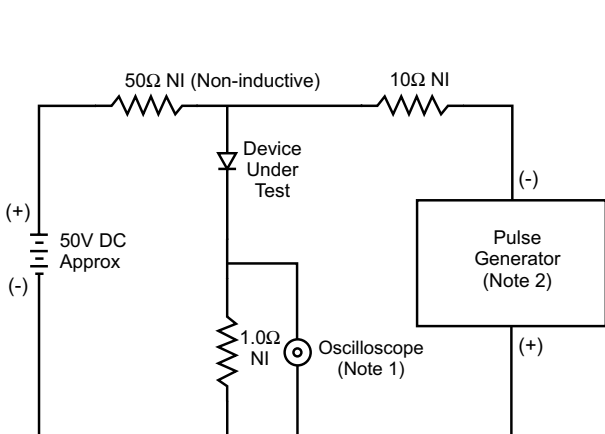 50Ω NI (Non-inductive)
10Ω NI
Device
Under
Test
(-)
(+)
50V DC
Approx
(-)
Pulse
Generator
(Note 2)
1.0Ω
NI
Oscilloscope
(Note 1)
(+)